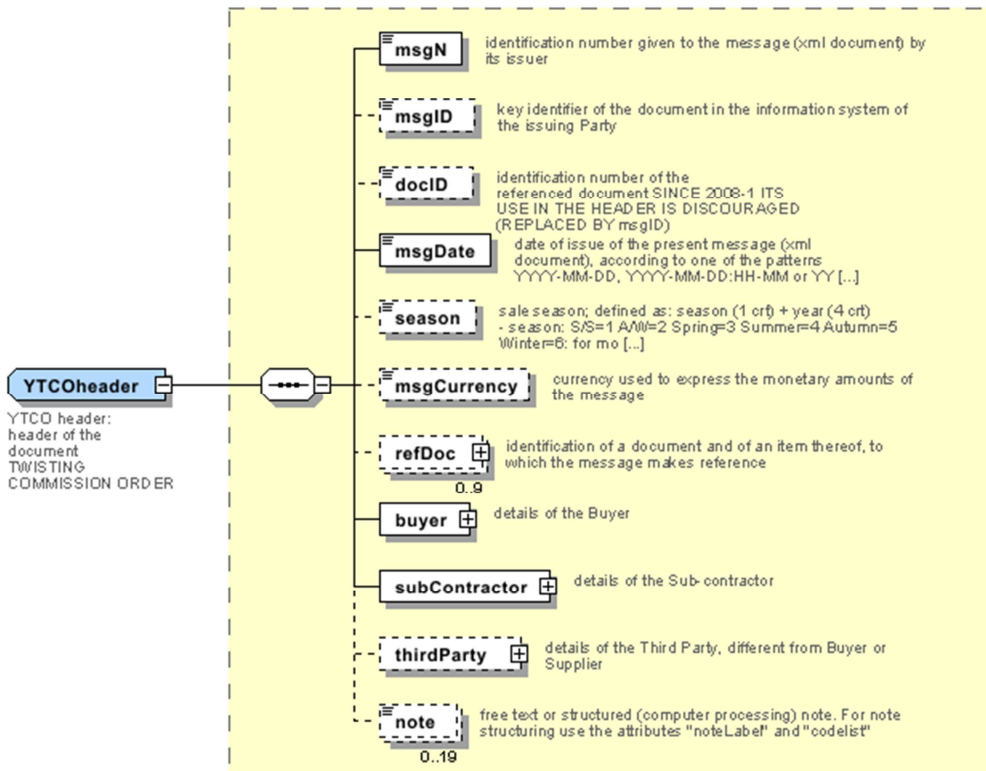 msgN
identification number given to the message (xml document) by
its issuer
msgID
key identifier of the document in the information system of
the issuing Party
docID
identification number of the
referenced document SINCE 2008-1 ITS
USE IN THE HEADER IS DISCOURAGED
(REPLACED BY msgID)
msgDate
date of issue of the present message (xml
document), according to one of the patterns
YYYY-MM-DD, YYYY-MM-DD:HH-MM or YY [...]
season
sale season; defined as: season (1 crt) + year (4 crt)
- season: S/S=1 A/W=2 Spring=3 Summer=4 Autumn=5
Winter=6: for mo [...]
YTCOheader
YTCO header:
header of the
document
TWISTING
COMMISSION ORDER
msgCurrency
currency used to express the monetary amounts of
the message
refDoc
0..9
identification of a document and of an item thereof, to
which the message makes reference
buyer
details of the Buyer
subContractor
details of the Sub-contractor
thirdParty
details of the Third Party, different from Buyer or
Supplier
note
0..19
free text or structured (computer processing) note. For note
structuring use the attributes "noteLabel" and "codelist"